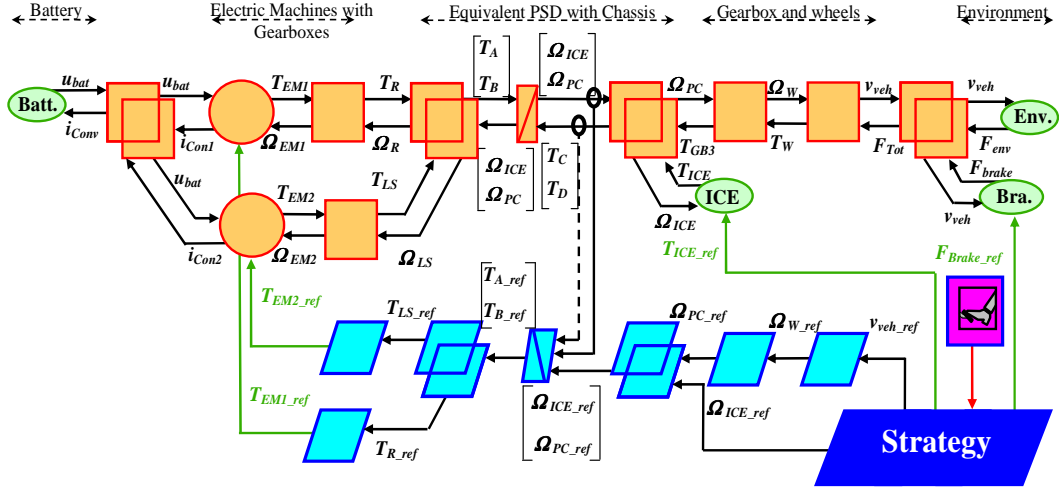 Battery
Electric Machines with
Gearboxes
Equivalent PSD with Chassis
Gearbox and wheels
Environment
u_bat
u_bat
T_EM1
T_R
T_A
T_B
Ω_ICE
Ω_PC
Ω_PC
Ω_W
v_veh
v_veh
Batt.
Env.
i_Conv
i_Con1
Ω_EM1
Ω_R
Ω_ICE
Ω_PC
T_C
T_D
T_GB3
T_W
F_Tot
F_env
u_bat
T_EM2
T_LS
T_ICE
ICE
F_brake
Bra.
Ω_ICE
v_veh
i_Con2
Ω_EM2
Ω_LS
T_ICE_ref
F_Brake_ref
T_EM2_ref
T_LS_ref
T_A_ref
T_B_ref
Ω_PC_ref
Ω_W_ref
v_veh_ref
T_EM1_ref
Ω_ICE_ref
Ω_PC_ref
Ω_ICE_ref
T_R_ref
Strategy